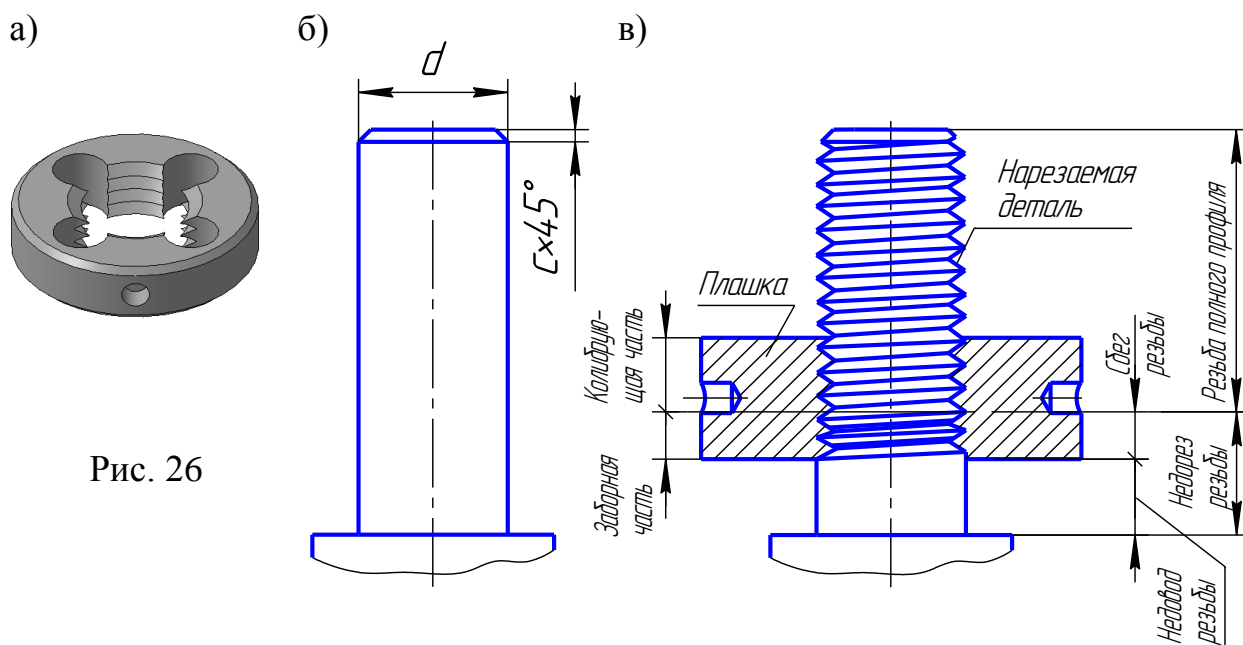 а)
б)
в)
d
c×45°
Рис. 26
Нарезаемая
деталь
Плашка
Колибрую-
щая часть
Заборная
часть
Сбег
резьбы
Резьба полного профиля
Недорез
резьбы
Недовод
резьбы